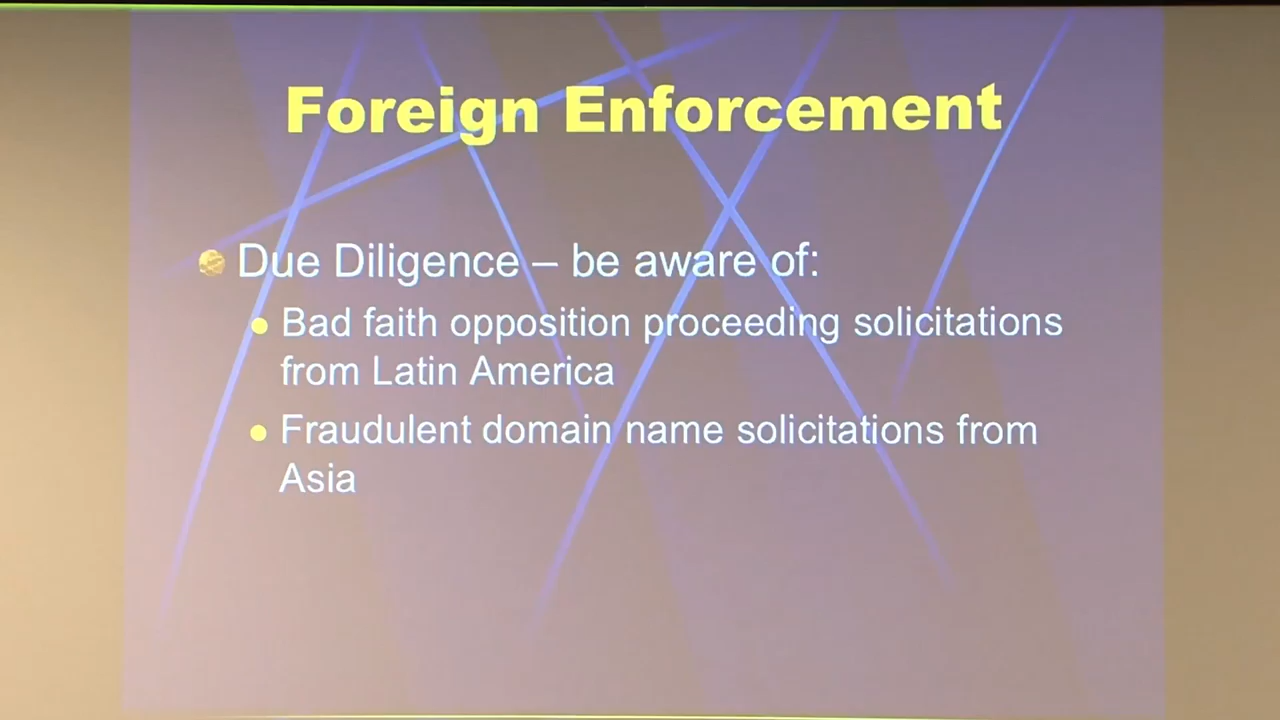 Foreign Enforcement
Due Diligence – be aware of:
Bad faith opposition proceeding solicitations
from Latin America
Fraudulent domain name solicitations from
Asia